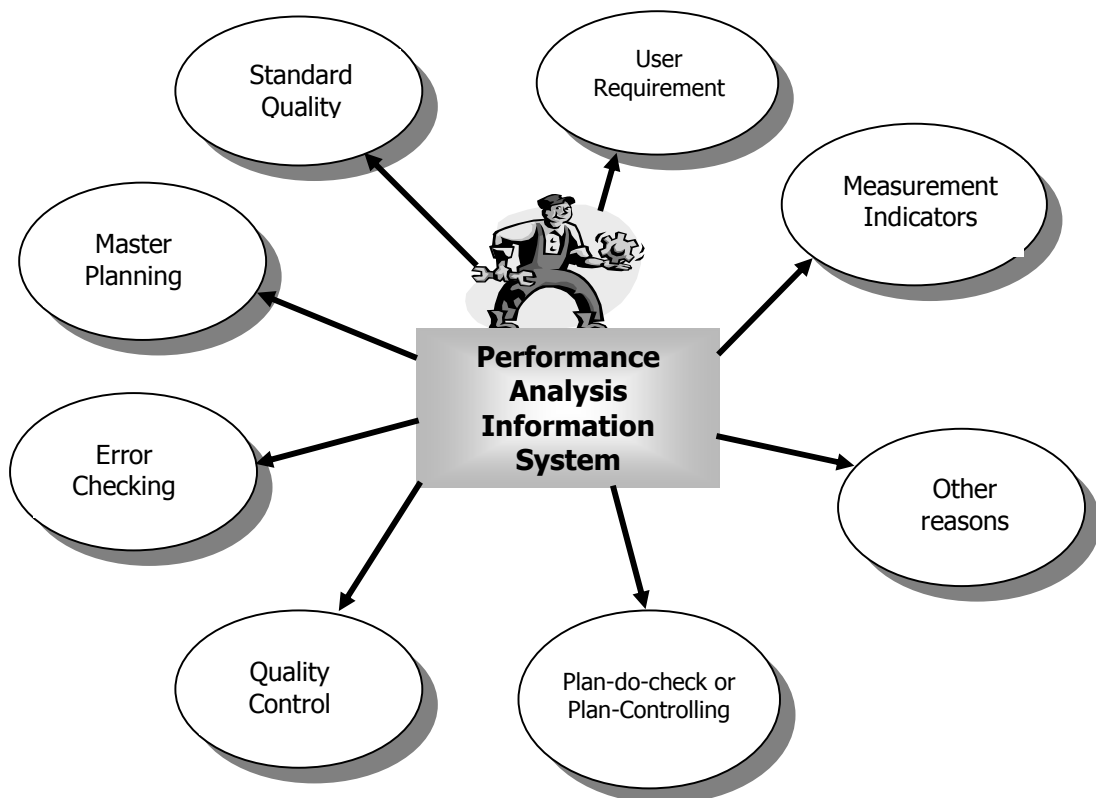 Standard
Quality
User
Requirement
Measurement
Indicators
Master
Planning
Performance
Analysis
Information
System
Error
Checking
Other
reasons
Quality
Control
Plan-do-check or
Plan-Controlling